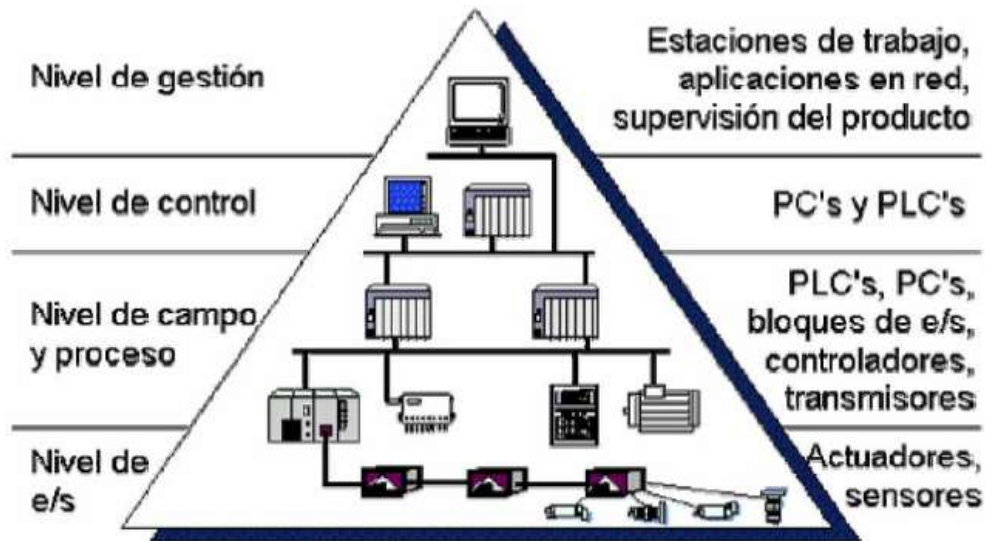 Nivel de gestión
Estaciones de trabajo,
aplicaciones en red,
supervisión del producto
Nivel de control
PC's y PLC's
Nivel de campo
y proceso
PLC's, PC's,
bloques de e/s,
controladores,
transmisores
Nivel de
e/s
Actuadores,
sensores